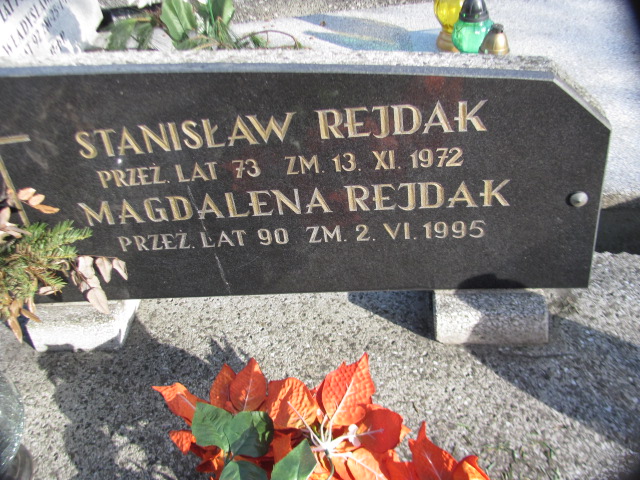 STANISŁAW REJDAK
PRZEŻ. LAT 73 ZM. 13. XI. 1972
MAGDALENA REJDAK
PRZEŻ. LAT 90 ZM. 2. VI. 1995